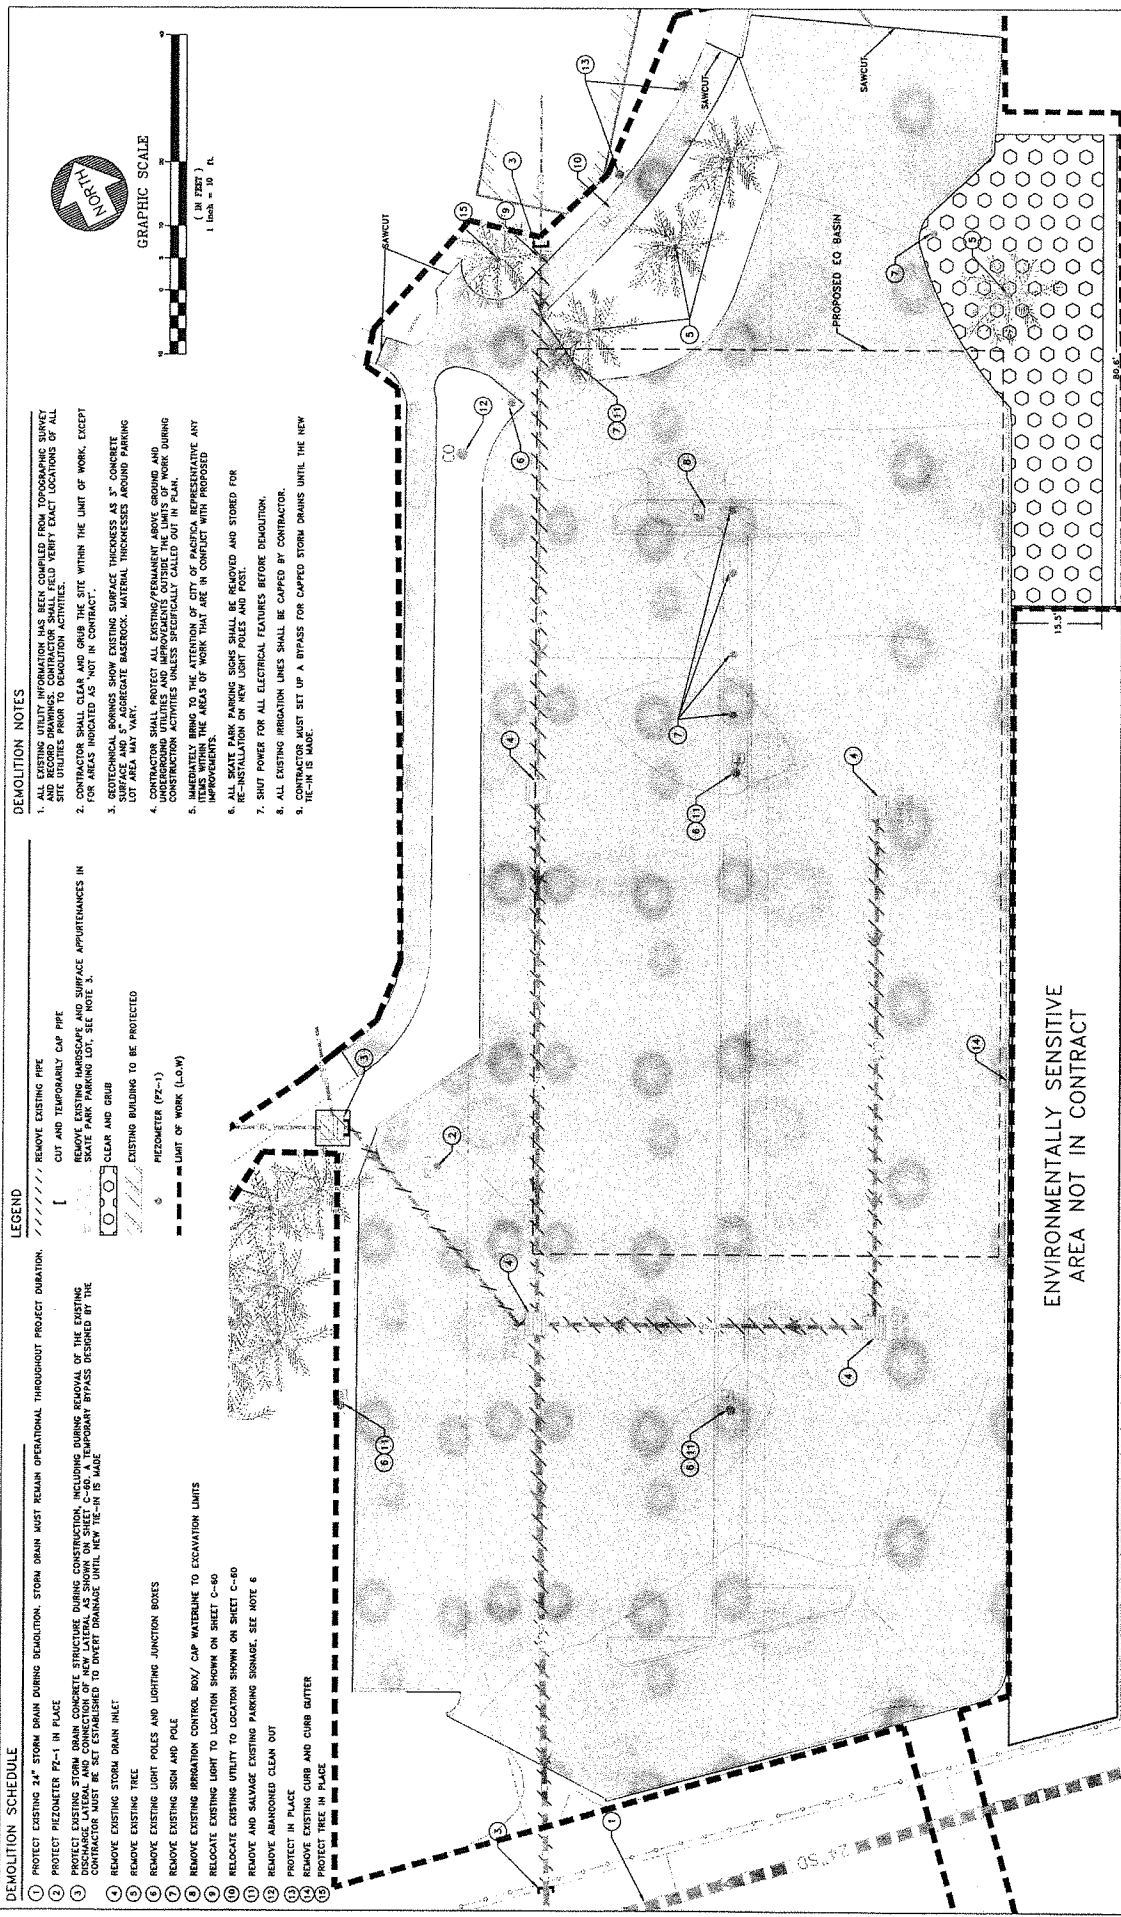 DEMOLITION SCHEDULE
1 PROTECT EXISTING 24" STORM DRAIN DURING DEMOLITION. STORM DRAIN MUST REMAIN OPERATIONAL THROUGHOUT PROJECT DURATION.
2 PROTECT PIEZOMETER PZ-1 IN PLACE
3 PROTECT EXISTING STORM DRAIN CONCRETE STRUCTURE DURING CONSTRUCTION, INCLUDING DURING REMOVAL OF THE EXISTING
DISCHARGE LATERAL AND CONNECTION OF NEW LATERAL AS SHOWN ON SHEET C-60. A TEMPORARY BYPASS DESIGNED BY THE
CONTRACTOR MUST BE SET ESTABLISHED TO DIVERT DRAINAGE UNTIL NEW TIE-IN IS MADE
4 REMOVE EXISTING STORM DRAIN INLET
5 REMOVE EXISTING TREE
6 REMOVE EXISTING LIGHT POLES AND LIGHTING JUNCTION BOXES
7 REMOVE EXISTING SIGN AND POLE
8 REMOVE EXISTING IRRIGATION CONTROL BOX/ CAP WATERLINE TO EXCAVATION LIMITS
9 RELOCATE EXISTING LIGHT TO LOCATION SHOWN ON SHEET C-60
10 RELOCATE EXISTING UTILITY TO LOCATION SHOWN ON SHEET C-60
11 REMOVE AND SALVAGE EXISTING PARKING SIGNAGE, SEE NOTE 6
12 REMOVE ABANDONED CLEAN OUT
13 PROTECT IN PLACE
14 REMOVE EXISTING CURB AND CURB GUTTER
15 PROTECT TREE IN PLACE
LEGEND
REMOVE EXISTING PIPE
CUT AND TEMPORARILY CAP PIPE
REMOVE EXISTING HARDSCAPE AND SURFACE APPURTENANCES IN
SKATE PARK PARKING LOT, SEE NOTE 3.
CLEAR AND GRUB
EXISTING BUILDING TO BE PROTECTED
PIEZOMETER (PZ-1)
LIMIT OF WORK (L.O.W)
DEMOLITION NOTES
1. ALL EXISTING UTILITY INFORMATION HAS BEEN COMPILED FROM TOPOGRAPHIC SURVEY
AND RECORD DRAWINGS. CONTRACTOR SHALL FIELD VERIFY EXACT LOCATIONS OF ALL
SITE UTILITIES PRIOR TO DEMOLITION ACTIVITIES.
2. CONTRACTOR SHALL CLEAR AND GRUB THE SITE WITHIN THE LIMIT OF WORK, EXCEPT
FOR AREAS INDICATED AS "NOT IN CONTRACT".
3. GEOTECHNICAL BORINGS SHOW EXISTING SURFACE THICKNESS AS 3" CONCRETE
SURFACE AND 5" AGGREGATE BASEROCK. MATERIAL THICKNESSES AROUND PARKING
LOT AREA MAY VARY.
4. CONTRACTOR SHALL PROTECT ALL EXISTING/PERMANENT ABOVE GROUND AND
UNDERGROUND UTILITIES AND IMPROVEMENTS OUTSIDE THE LIMITS OF WORK DURING
CONSTRUCTION ACTIVITIES UNLESS SPECIFICALLY CALLED OUT IN PLAN.
5. IMMEDIATELY BRING TO THE ATTENTION OF CITY OF PACIFICA REPRESENTATIVE ANY
ITEMS WITHIN THE AREAS OF WORK THAT ARE IN CONFLICT WITH PROPOSED
IMPROVEMENTS.
6. ALL SKATE PARK PARKING SIGNS SHALL BE REMOVED AND STORED FOR
RE-INSTALLATION ON NEW LIGHT POLES AND POST.
7. SHUT POWER FOR ALL ELECTRICAL FEATURES BEFORE DEMOLITION.
8. ALL EXISTING IRRIGATION LINES SHALL BE CAPPED BY CONTRACTOR.
9. CONTRACTOR MUST SET UP A BYPASS FOR CAPPED STORM DRAINS UNTIL THE NEW
TIE-IN IS MADE.
NORTH
GRAPHIC SCALE
( IN FEET )
1 inch = 10 ft.
SAWCUT
SAWCUT
SAWCUT
CO
PROPOSED EQ BASIN
15.5'
80.6'
24"SD
ENVIRONMENTALLY SENSITIVE
AREA NOT IN CONTRACT